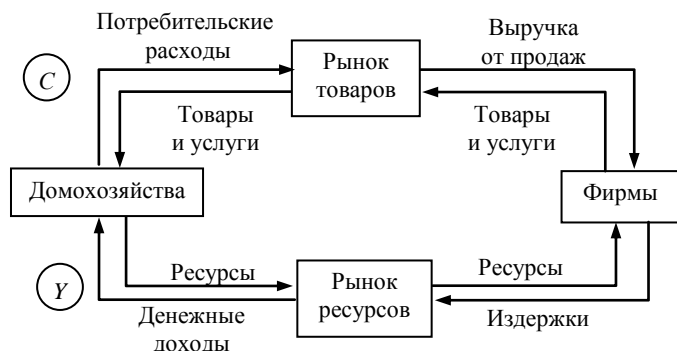 Потребительские
расходы
C
Рынок
товаров
Выручка
от продаж
Товары
и услуги
Товары
и услуги
Домохозяйства
Фирмы
Y
Ресурсы
Рынок
ресурсов
Ресурсы
Денежные
доходы
Издержки